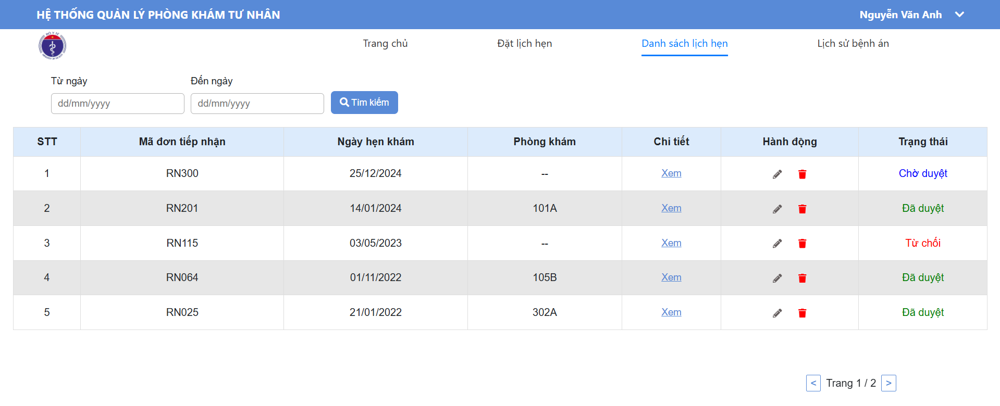 HỆ THỐNG QUẢN LÝ PHÒNG KHÁM TƯ NHÂN
Nguyễn Văn Anh
BỘ Y TẾ
MINISTRY OF HEALTH
Trang chủ
Đặt lịch hẹn
Danh sách lịch hẹn
Lịch sử bệnh án
Từ ngày
Đến ngày
dd/mm/yyyy
dd/mm/yyyy
Tìm kiếm
STT Mã đơn tiếp nhận Ngày hẹn khám Phòng khám Chi tiết Hành động Trạng thái
1 RN300 25/12/2024 -- Xem Chờ duyệt
2 RN201 14/01/2024 101A Xem Đã duyệt
3 RN115 03/05/2023 -- Xem Từ chối
4 RN064 01/11/2022 105B Xem Đã duyệt
5 RN025 21/01/2022 302A Xem Đã duyệt
< Trang 1 / 2 >